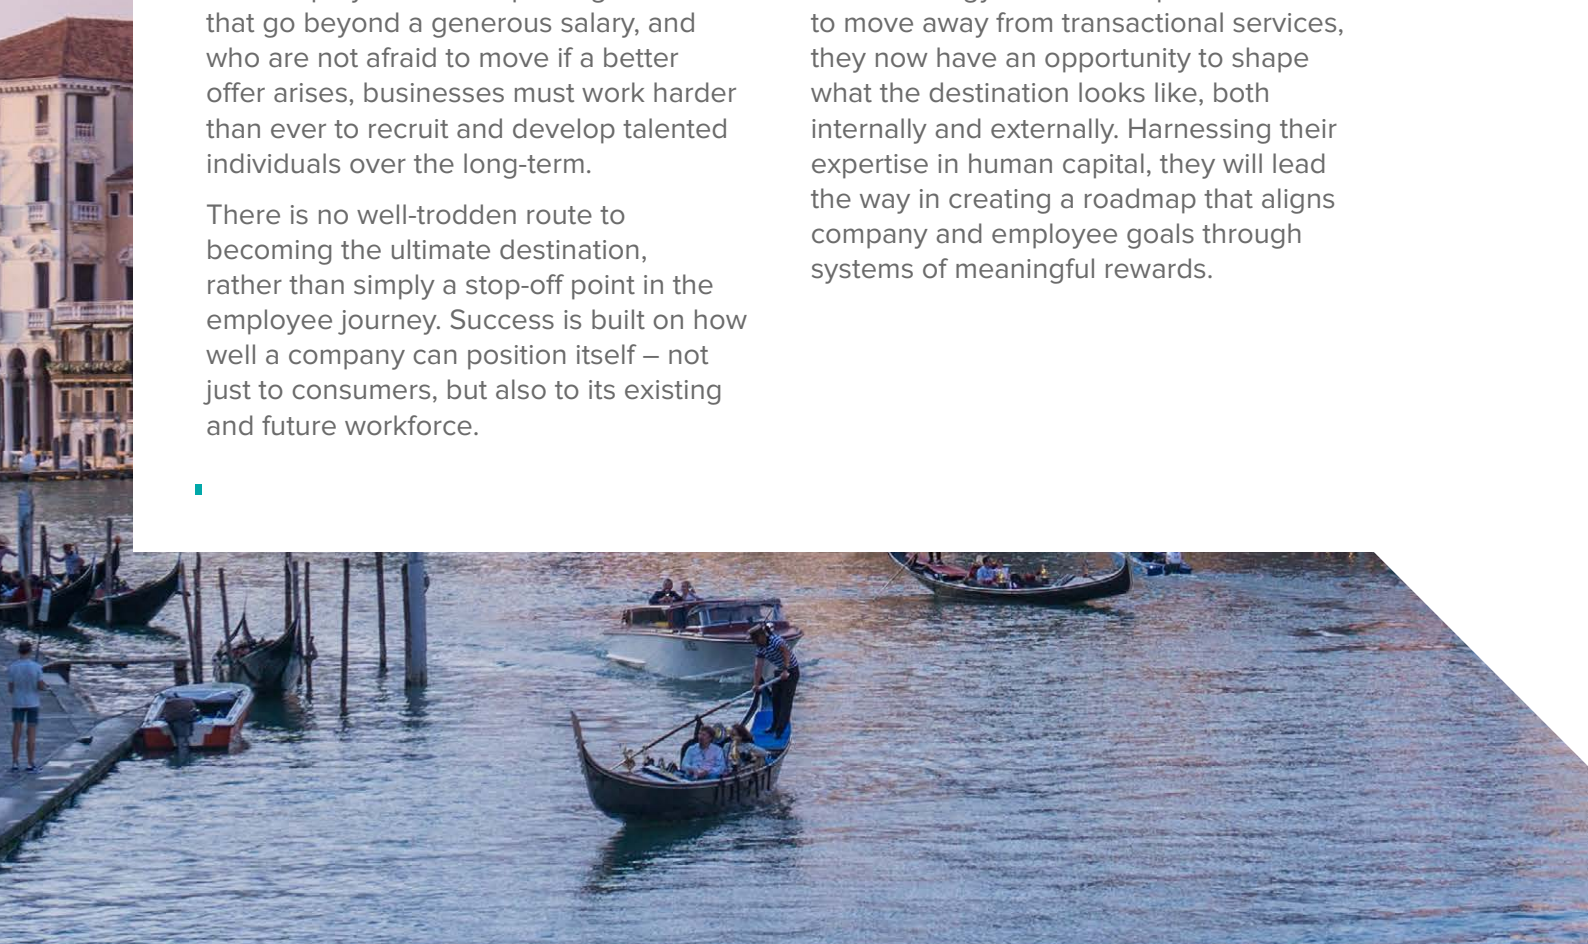 that go beyond a generous salary, and
who are not afraid to move if a better
offer arises, businesses must work harder
than ever to recruit and develop talented
individuals over the long-term.
There is no well-trodden route to
becoming the ultimate destination,
rather than simply a stop-off point in the
employee journey. Success is built on how
well a company can position itself – not
just to consumers, but also to its existing
and future workforce.
to move away from transactional services,
they now have an opportunity to shape
what the destination looks like, both
internally and externally. Harnessing their
expertise in human capital, they will lead
the way in creating a roadmap that aligns
company and employee goals through
systems of meaningful rewards.